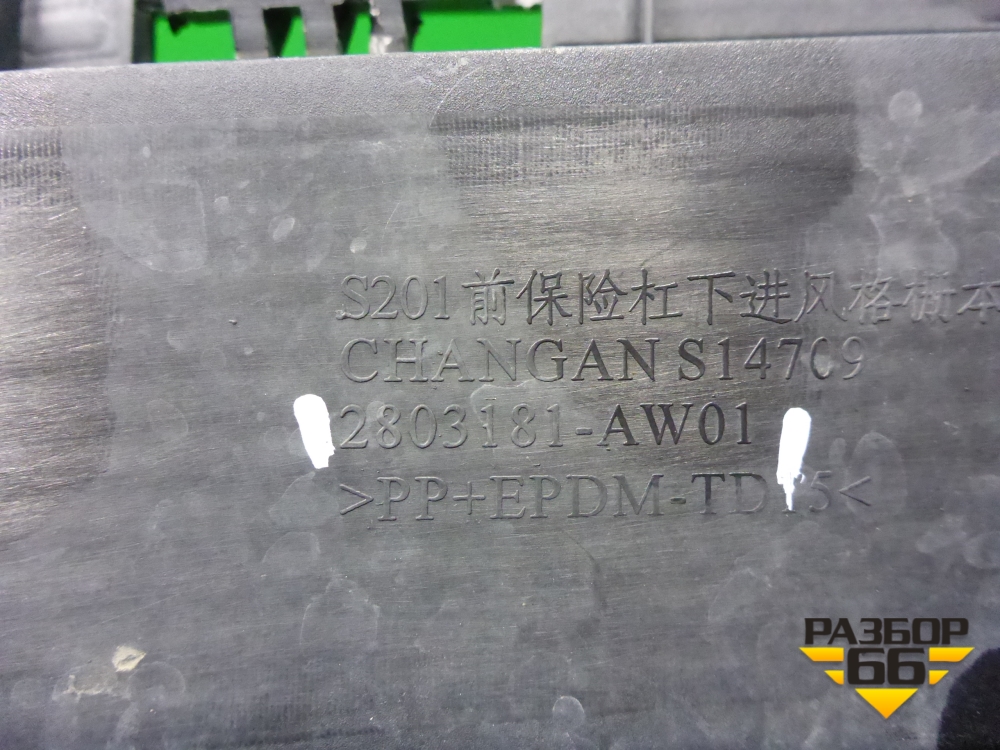 S201前保险杠下进风格栅本
CHANGAN S147C9
2803181-AW01
>PP+EPDM-TD15<
РАЗБОР
66